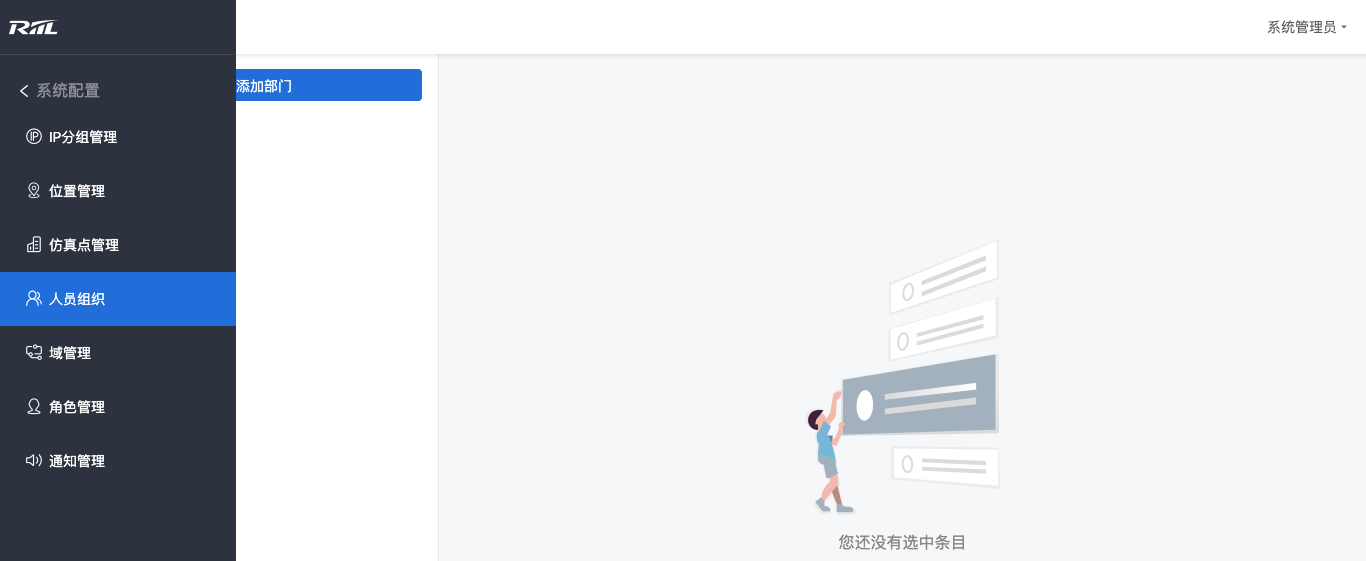 RIIL
系统管理员
系统配置
IP分组管理
位置管理
仿真点管理
人员组织
域管理
角色管理
通知管理
添加部门
您还没有选中条目